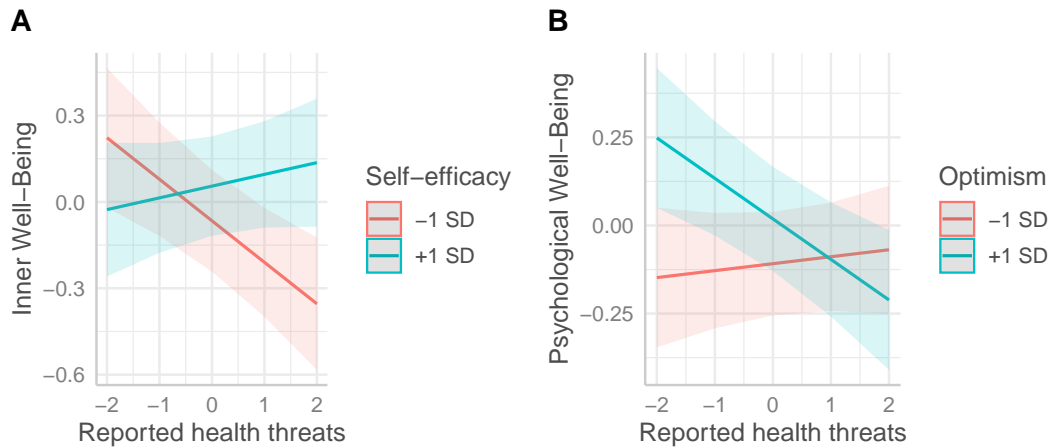 A
Inner Well−Being
0.3
0.0
−0.3
−0.6
−2
−1
0
1
2
Reported health threats
Self−efficacy
−1 SD
+1 SD
B
Psychological Well−Being
0.25
0.00
−0.25
−2
−1
0
1
2
Reported health threats
Optimism
−1 SD
+1 SD